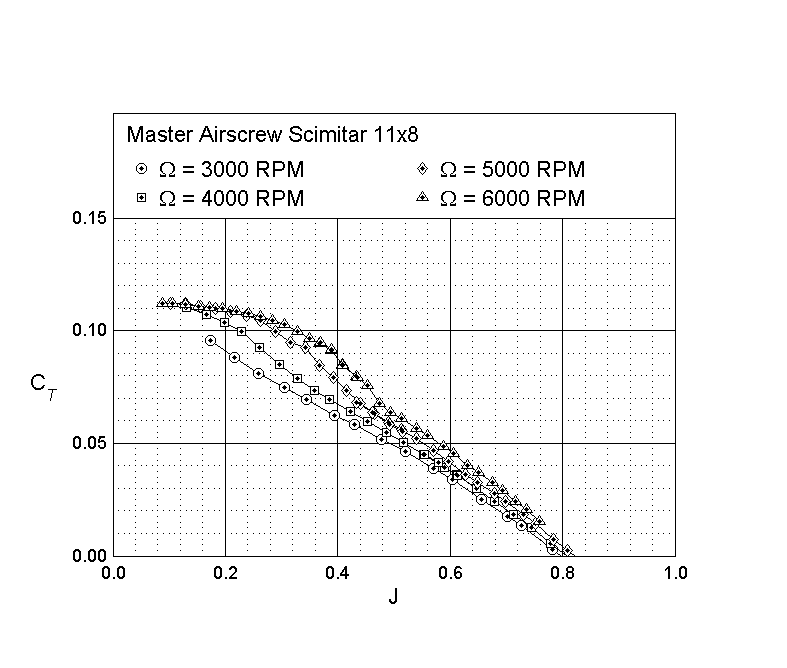 Master Airscrew Scimitar 11x8
Ω = 3000 RPM Ω = 5000 RPM
Ω = 4000 RPM Ω = 6000 RPM
0.15
0.10
C_T
0.05
0.00
0.0 0.2 0.4 0.6 0.8 1.0
J